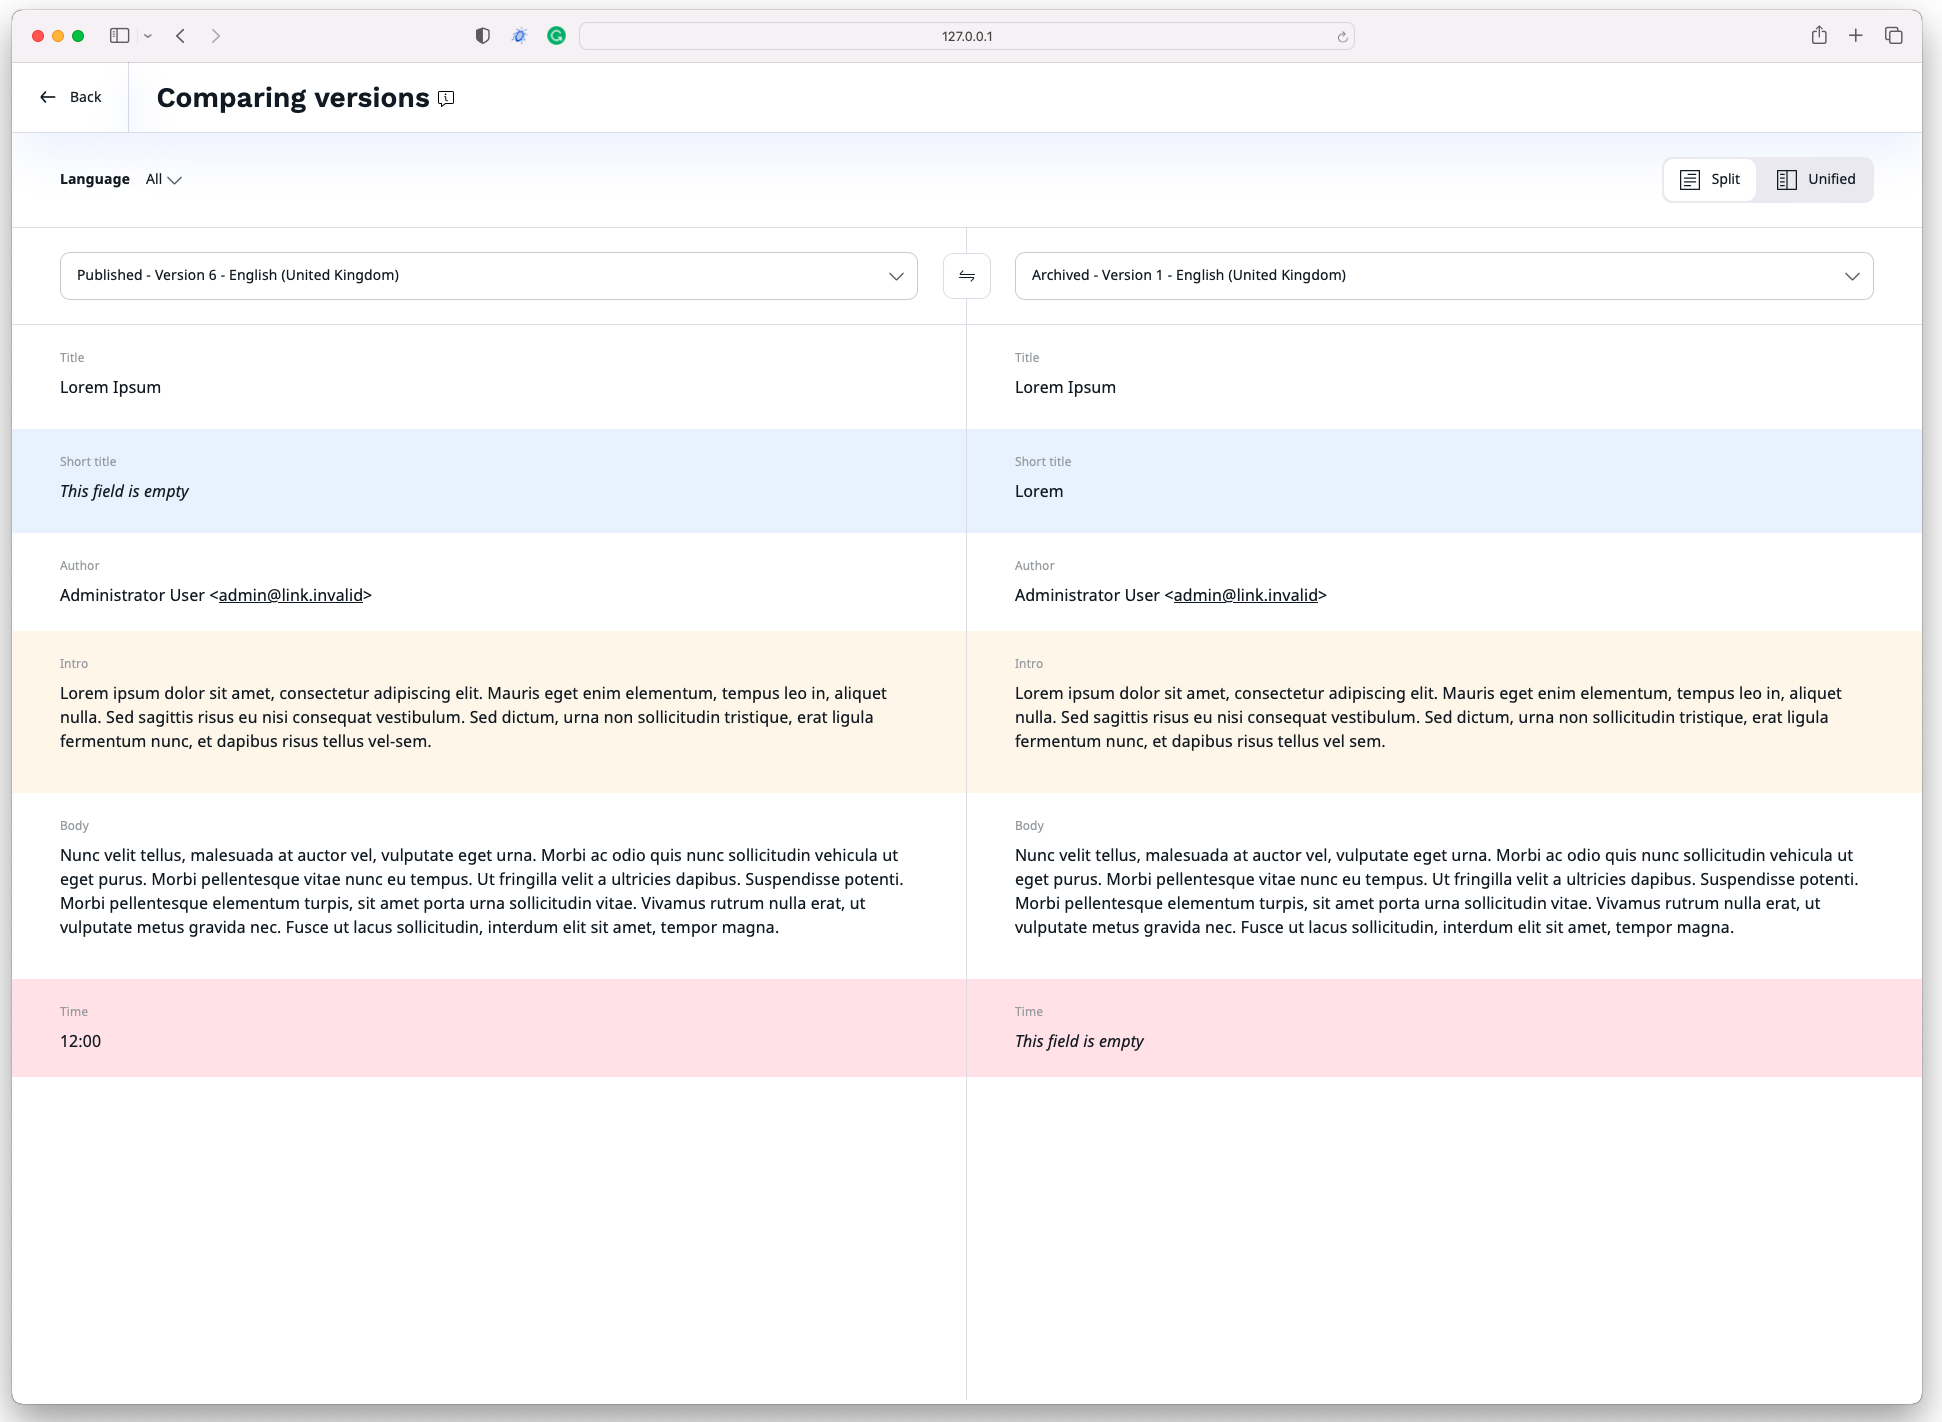 127.0.0.1
Back
Comparing versions
Language All
Split
Unified
Published - Version 6 - English (United Kingdom)
Archived - Version 1 - English (United Kingdom)
Title
Lorem Ipsum
Title
Lorem Ipsum
Short title
This field is empty
Short title
Lorem
Author
Administrator User <admin@link.invalid>
Author
Administrator User <admin@link.invalid>
Intro
Lorem ipsum dolor sit amet, consectetur adipiscing elit. Mauris eget enim elementum, tempus leo in, aliquet
nulla. Sed sagittis risus eu nisi consequat vestibulum. Sed dictum, urna non sollicitudin tristique, erat ligula
fermentum nunc, et dapibus risus tellus vel-sem.
Intro
Lorem ipsum dolor sit amet, consectetur adipiscing elit. Mauris eget enim elementum, tempus leo in, aliquet
nulla. Sed sagittis risus eu nisi consequat vestibulum. Sed dictum, urna non sollicitudin tristique, erat ligula
fermentum nunc, et dapibus risus tellus vel sem.
Body
Nunc velit tellus, malesuada at auctor vel, vulputate eget urna. Morbi ac odio quis nunc sollicitudin vehicula ut
eget purus. Morbi pellentesque vitae nunc eu tempus. Ut fringilla velit a ultricies dapibus. Suspendisse potenti.
Morbi pellentesque elementum turpis, sit amet porta urna sollicitudin vitae. Vivamus rutrum nulla erat, ut
vulputate metus gravida nec. Fusce ut lacus sollicitudin, interdum elit sit amet, tempor magna.
Body
Nunc velit tellus, malesuada at auctor vel, vulputate eget urna. Morbi ac odio quis nunc sollicitudin vehicula ut
eget purus. Morbi pellentesque vitae nunc eu tempus. Ut fringilla velit a ultricies dapibus. Suspendisse potenti.
Morbi pellentesque elementum turpis, sit amet porta urna sollicitudin vitae. Vivamus rutrum nulla erat, ut
vulputate metus gravida nec. Fusce ut lacus sollicitudin, interdum elit sit amet, tempor magna.
Time
12:00
Time
This field is empty